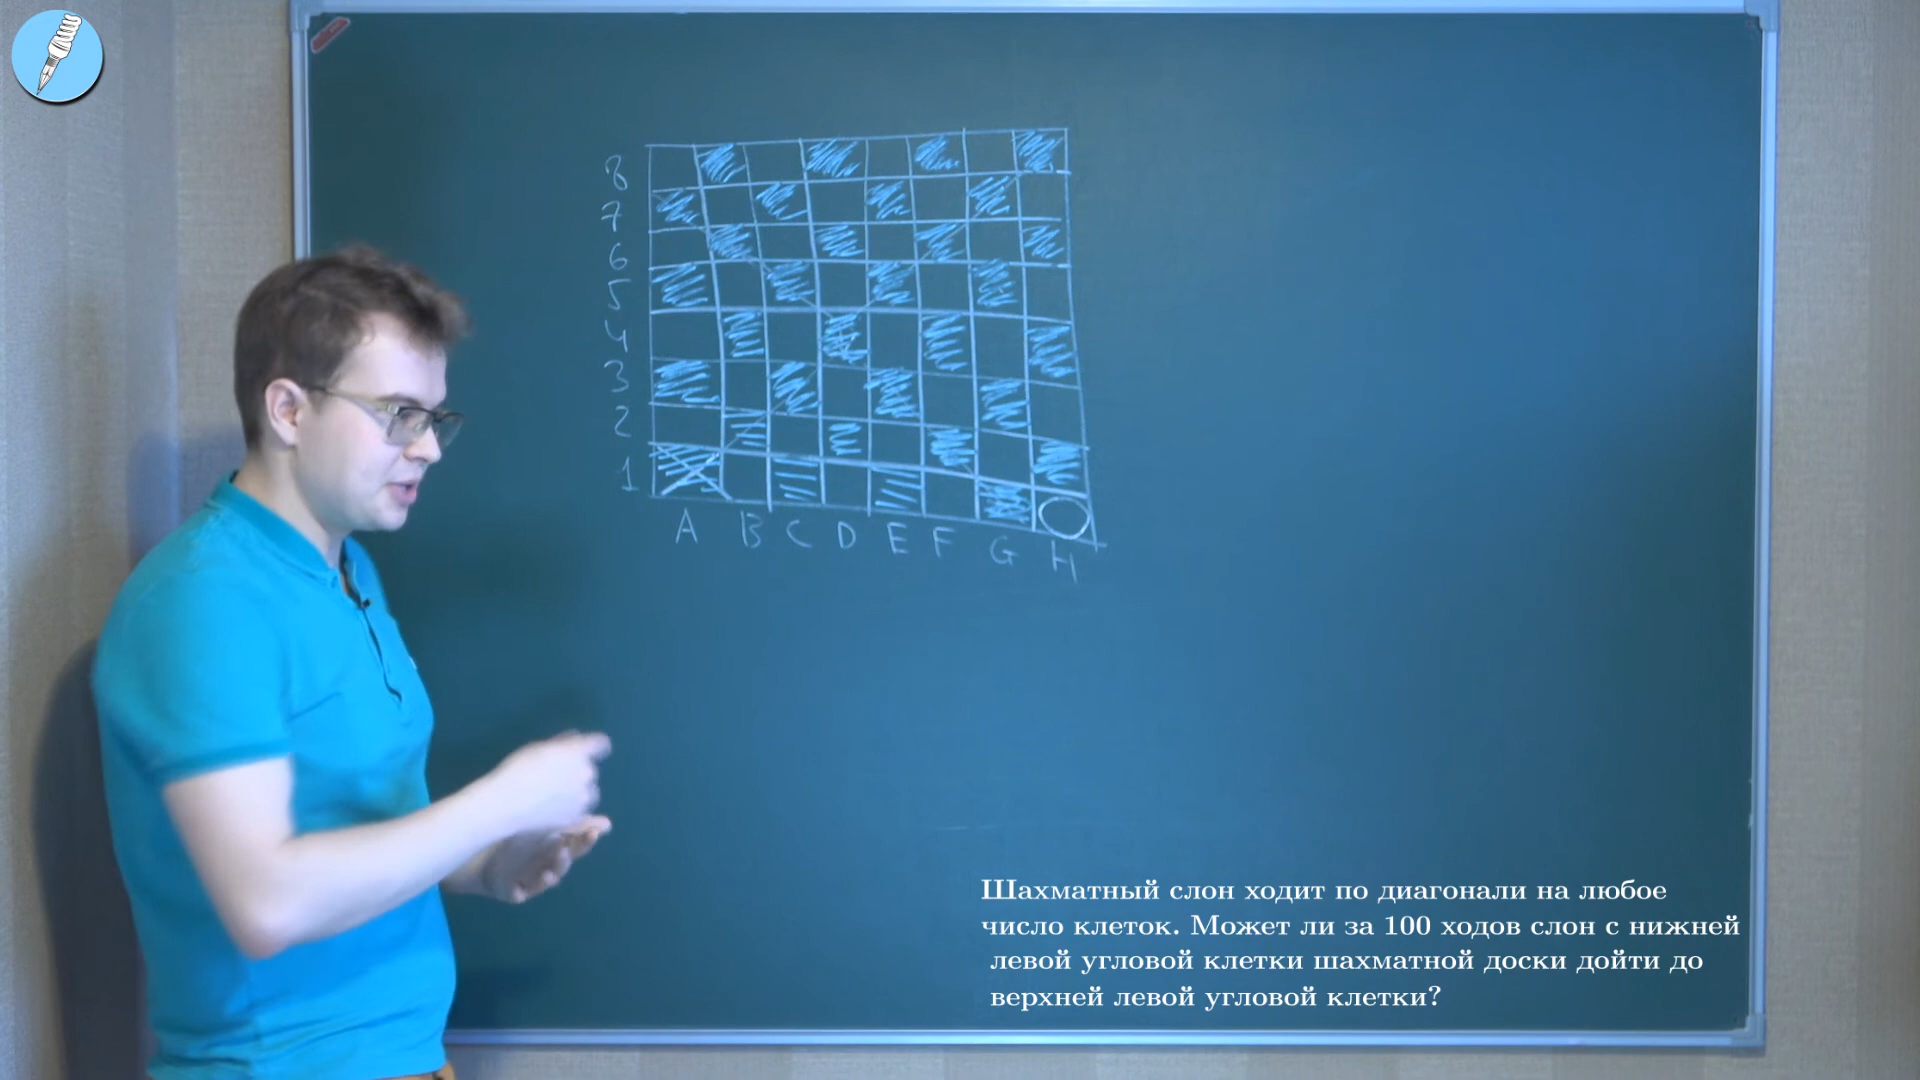 8
7
6
5
4
3
2
1
A B C D E F G H
Шахматный слон ходит по диагонали на любое
число клеток. Может ли за 100 ходов слон с нижней
левой угловой клетки шахматной доски дойти до
верхней левой угловой клетки?